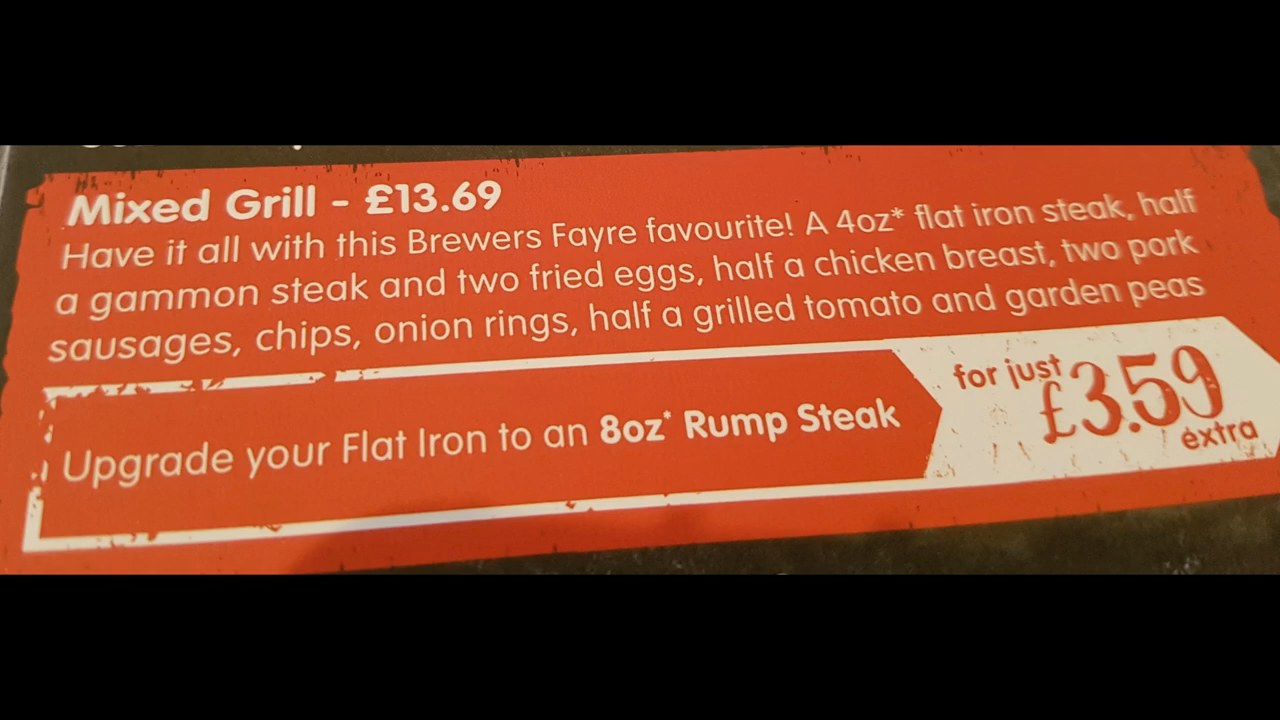 Mixed Grill - £13.69
Have it all with this Brewers Fayre favourite! A 4oz* flat iron steak, half
a gammon steak and two fried eggs, half a chicken breast, two pork
sausages, chips, onion rings, half a grilled tomato and garden peas
Upgrade your Flat Iron to an 8oz* Rump Steak
for just
£3.59
extra